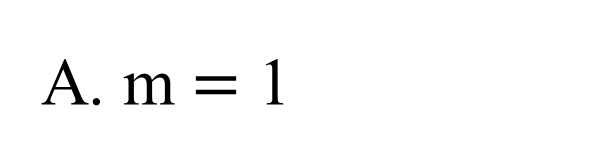 A. m = 1